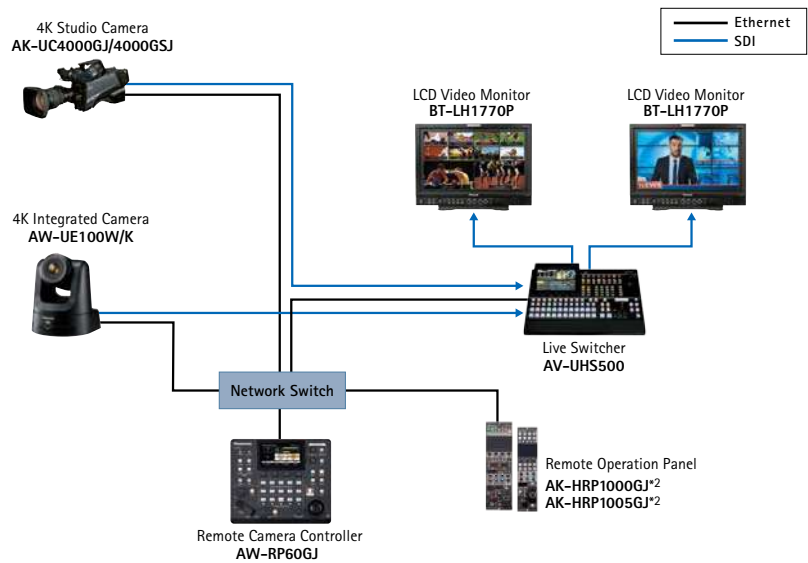 4K Studio Camera
AK-UC4000GJ/4000GSJ
Ethernet
SDI
LCD Video Monitor
BT-LH1770P
LCD Video Monitor
BT-LH1770P
4K Integrated Camera
AW-UE100W/K
Live Switcher
AV-UHS500
Network Switch
Remote Operation Panel
AK-HRP1000GJ*2
AK-HRP1005GJ*2
Remote Camera Controller
AW-RP60GJ